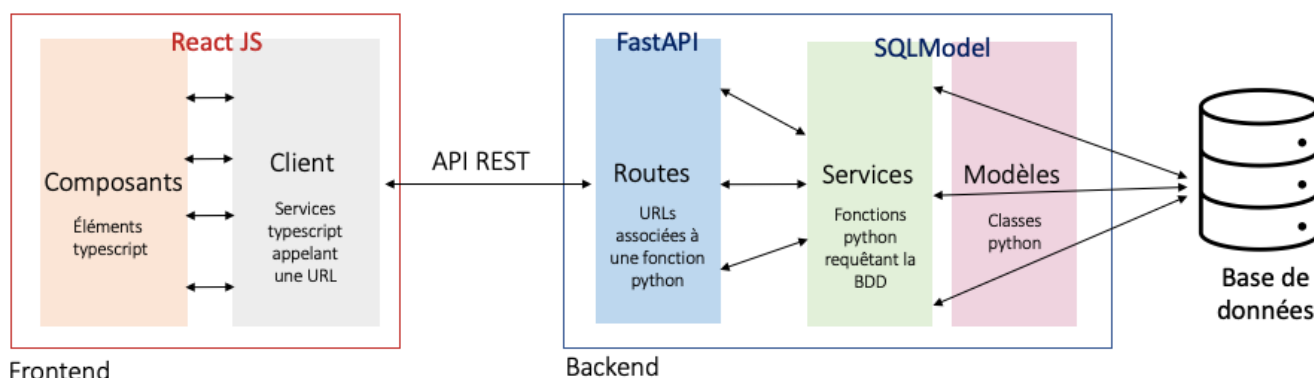 React JS
Composants
Éléments
typescript
Client
Services
typescript
appelant
une URL
Frontend
API REST
FastAPI
SQLModel
Routes
URLs
associées à
une fonction
python
Services
Fonctions
python
requêtant la
BDD
Modèles
Classes
python
Backend
Base de
données